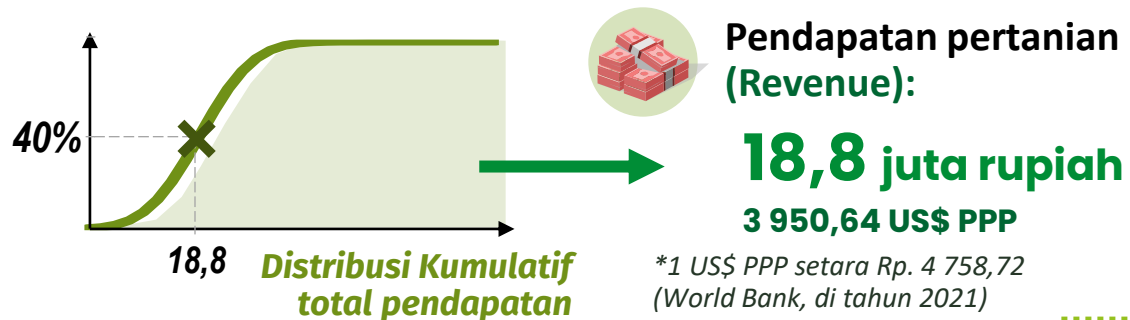 40%
18,8
Distribusi Kumulatif
total pendapatan
Pendapatan pertanian
(Revenue):
18,8 juta rupiah
3 950,64 US$ PPP
*1 US$ PPP setara Rp. 4 758,72
(World Bank, di tahun 2021)